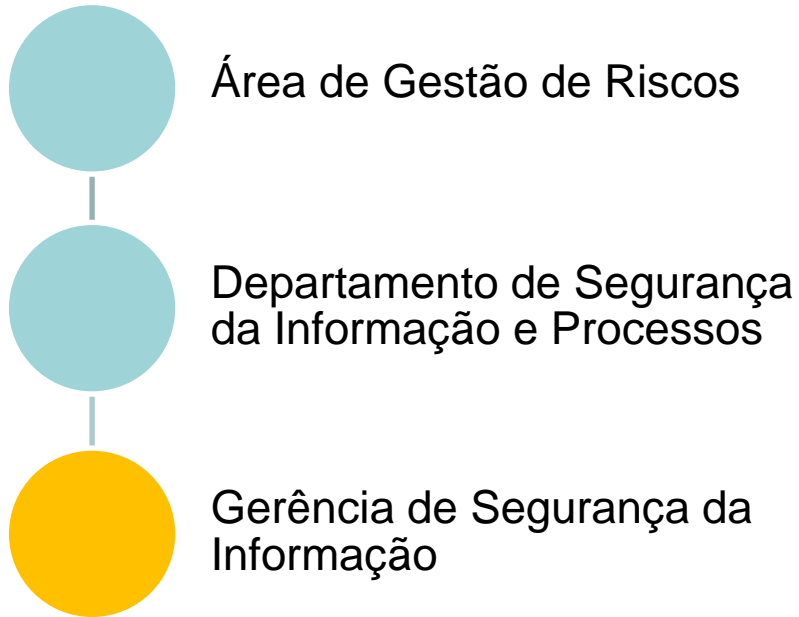 Área de Gestão de Riscos
Departamento de Segurança
da Informação e Processos
Gerência de Segurança da
Informação